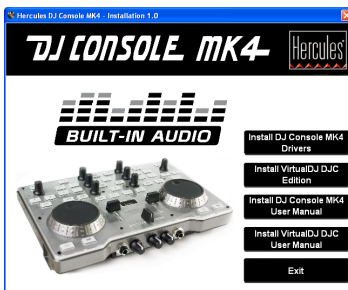 Hercules DJ Console MK4 - Installation 1.0
DJ CONSOLE MK4
Hercules
BUILT-IN AUDIO
Install DJ Console MK4
Drivers
Install VirtualDJ DJC
Edition
Install DJ Console MK4
User Manual
Install VirtualDJ DJC
User Manual
Exit